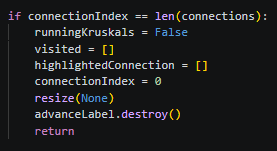 if connectionIndex == len(connections):
    runningKruskals = False
    visited = []
    highlightedConnection = []
    connectionIndex = 0
    resize(None)
    advanceLabel.destroy()
    return